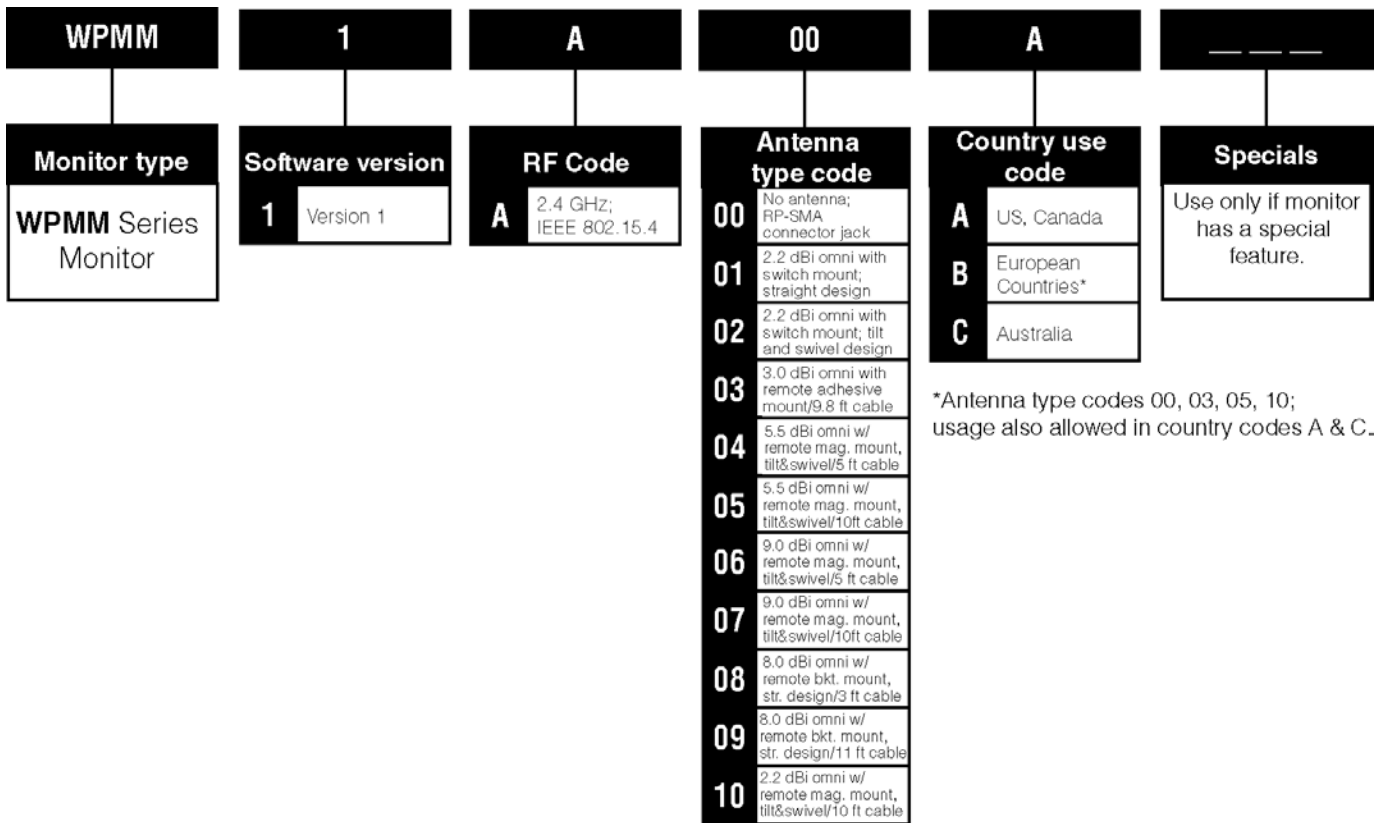 WPMM 1 A 00 A __ __ __
Monitor type
WPMM Series
Monitor
Software version
1 Version 1
RF Code
A 2.4 GHz;
IEEE 802.15.4
Antenna
type code
00 No antenna;
RP-SMA
connector jack
01 2.2 dBi omni with
switch mount;
straight design
02 2.2 dBi omni with
switch mount; tilt
and swivel design
03 3.0 dBi omni with
remote adhesive
mount/9.8 ft cable
04 5.5 dBi omni w/
remote mag. mount,
tilt&swivel/5 ft cable
05 5.5 dBi omni w/
remote mag. mount,
tilt&swivel/10ft cable
06 9.0 dBi omni w/
remote mag. mount,
tilt&swivel/5 ft cable
07 9.0 dBi omni w/
remote mag. mount,
tilt&swivel/10ft cable
08 8.0 dBi omni w/
remote bkt. mount,
str. design/3 ft cable
09 8.0 dBi omni w/
remote bkt. mount,
str. design/11 ft cable
10 2.2 dBi omni w/
remote mag. mount,
tilt&swivel/10 ft cable
Country use
code
A US, Canada
B European
Countries*
C Australia
*Antenna type codes 00, 03, 05, 10;
usage also allowed in country codes A & C.
Specials
Use only if monitor
has a special
feature.